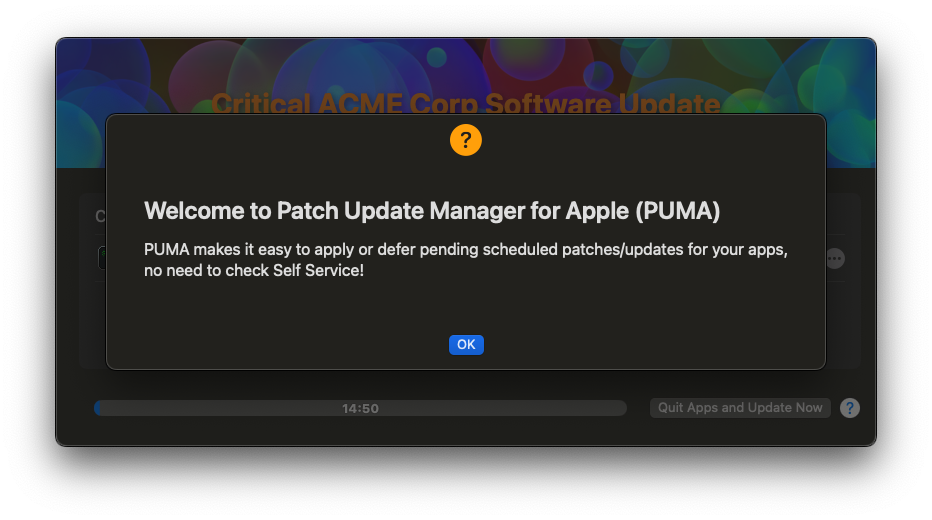 Critical ACME Corp Software Update
?
Welcome to Patch Update Manager for Apple (PUMA)
PUMA makes it easy to apply or defer pending scheduled patches/updates for your apps,
no need to check Self Service!
OK
14:50
Quit Apps and Update Now
?